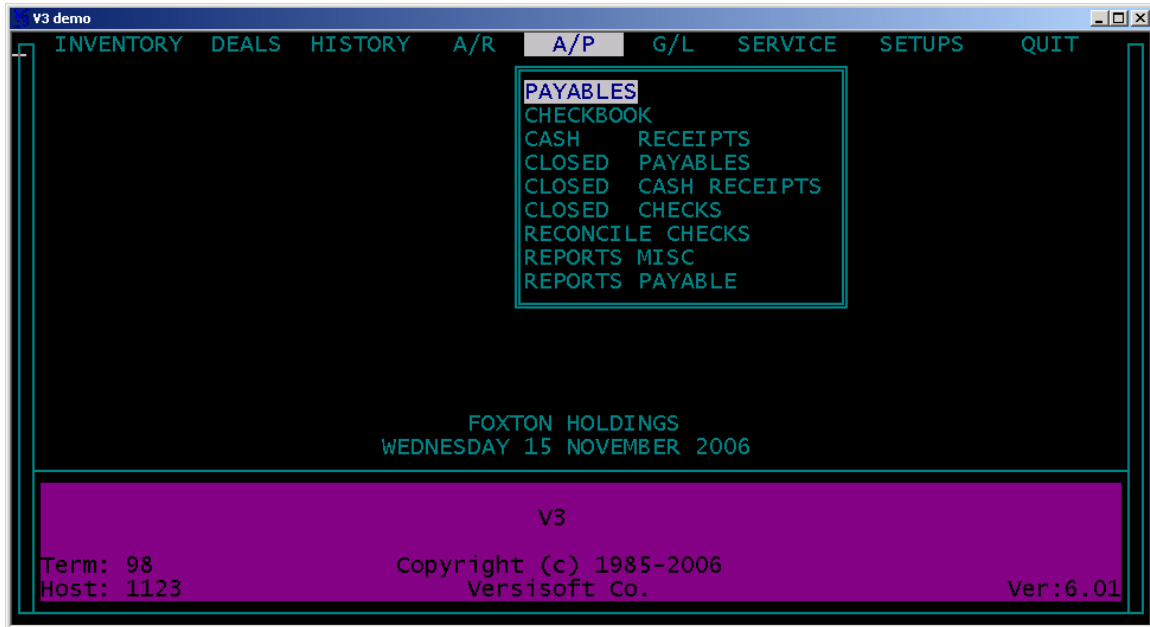 V3 demo
INVENTORY DEALS HISTORY A/R A/P G/L SERVICE SETUPS QUIT
PAYABLES
CHECKBOOK
CASH RECEIPTS
CLOSED PAYABLES
CLOSED CASH RECEIPTS
CLOSED CHECKS
RECONCILE CHECKS
REPORTS MISC
REPORTS PAYABLE
FOXTON HOLDINGS
WEDNESDAY 15 NOVEMBER 2006
V3
Term: 98 Copyright (c) 1985-2006
Host: 1123 Versisoft Co. Ver:6.01